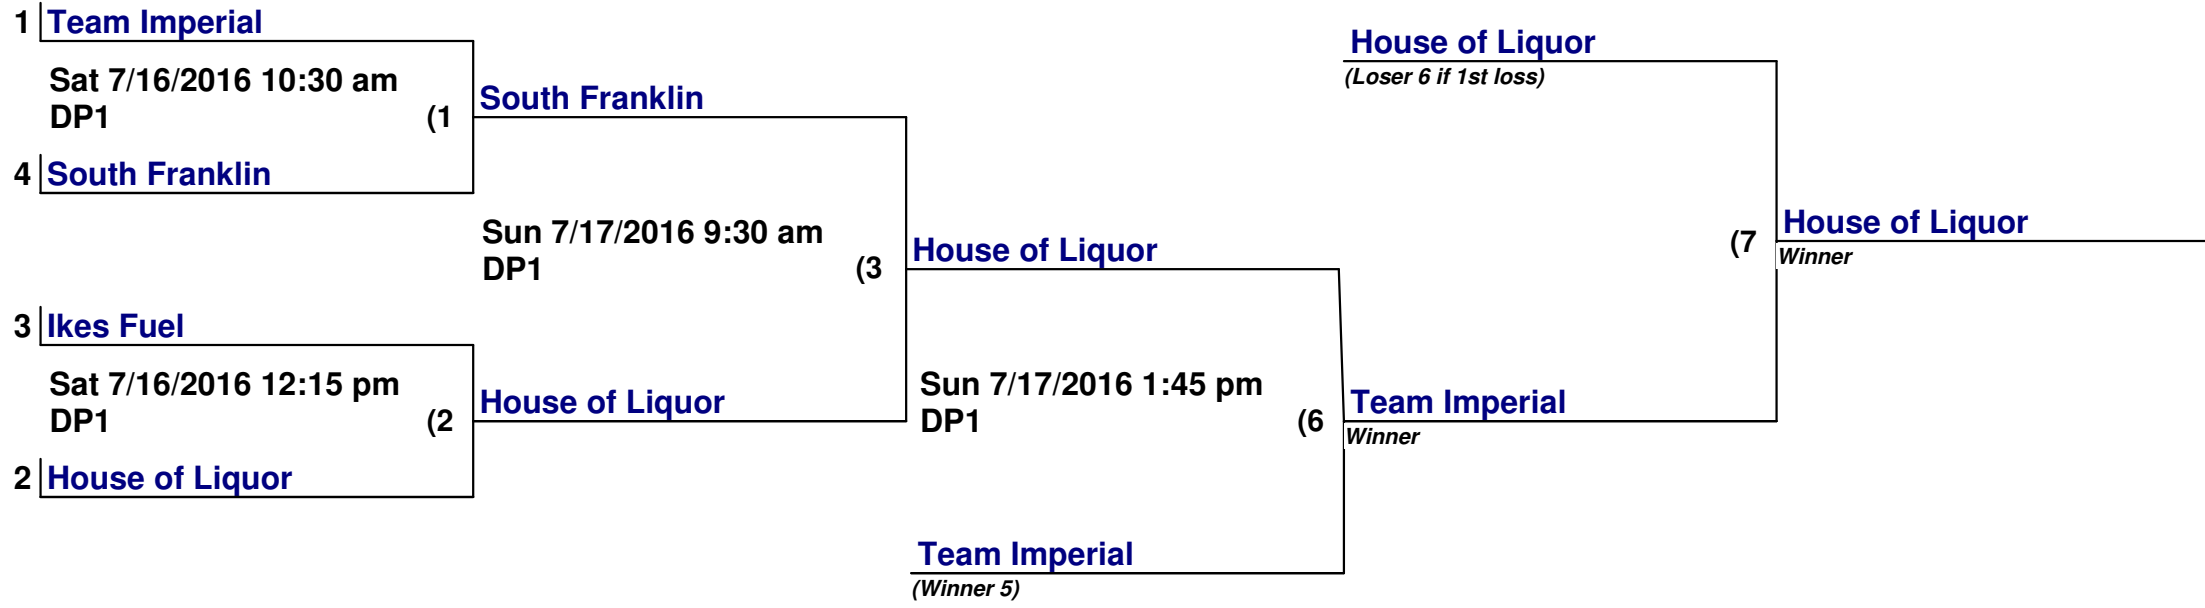 1 Team Imperial
Sat 7/16/2016 10:30 am
DP1 (1
4 South Franklin
South Franklin
Sun 7/17/2016 9:30 am
DP1 (3
3 Ikes Fuel
Sat 7/16/2016 12:15 pm
DP1 (2
2 House of Liquor
House of Liquor
House of Liquor
Sun 7/17/2016 1:45 pm
DP1 (6
Team Imperial
(Winner 5)
House of Liquor
(Loser 6 if 1st loss)
Team Imperial
Winner
(7
House of Liquor
Winner